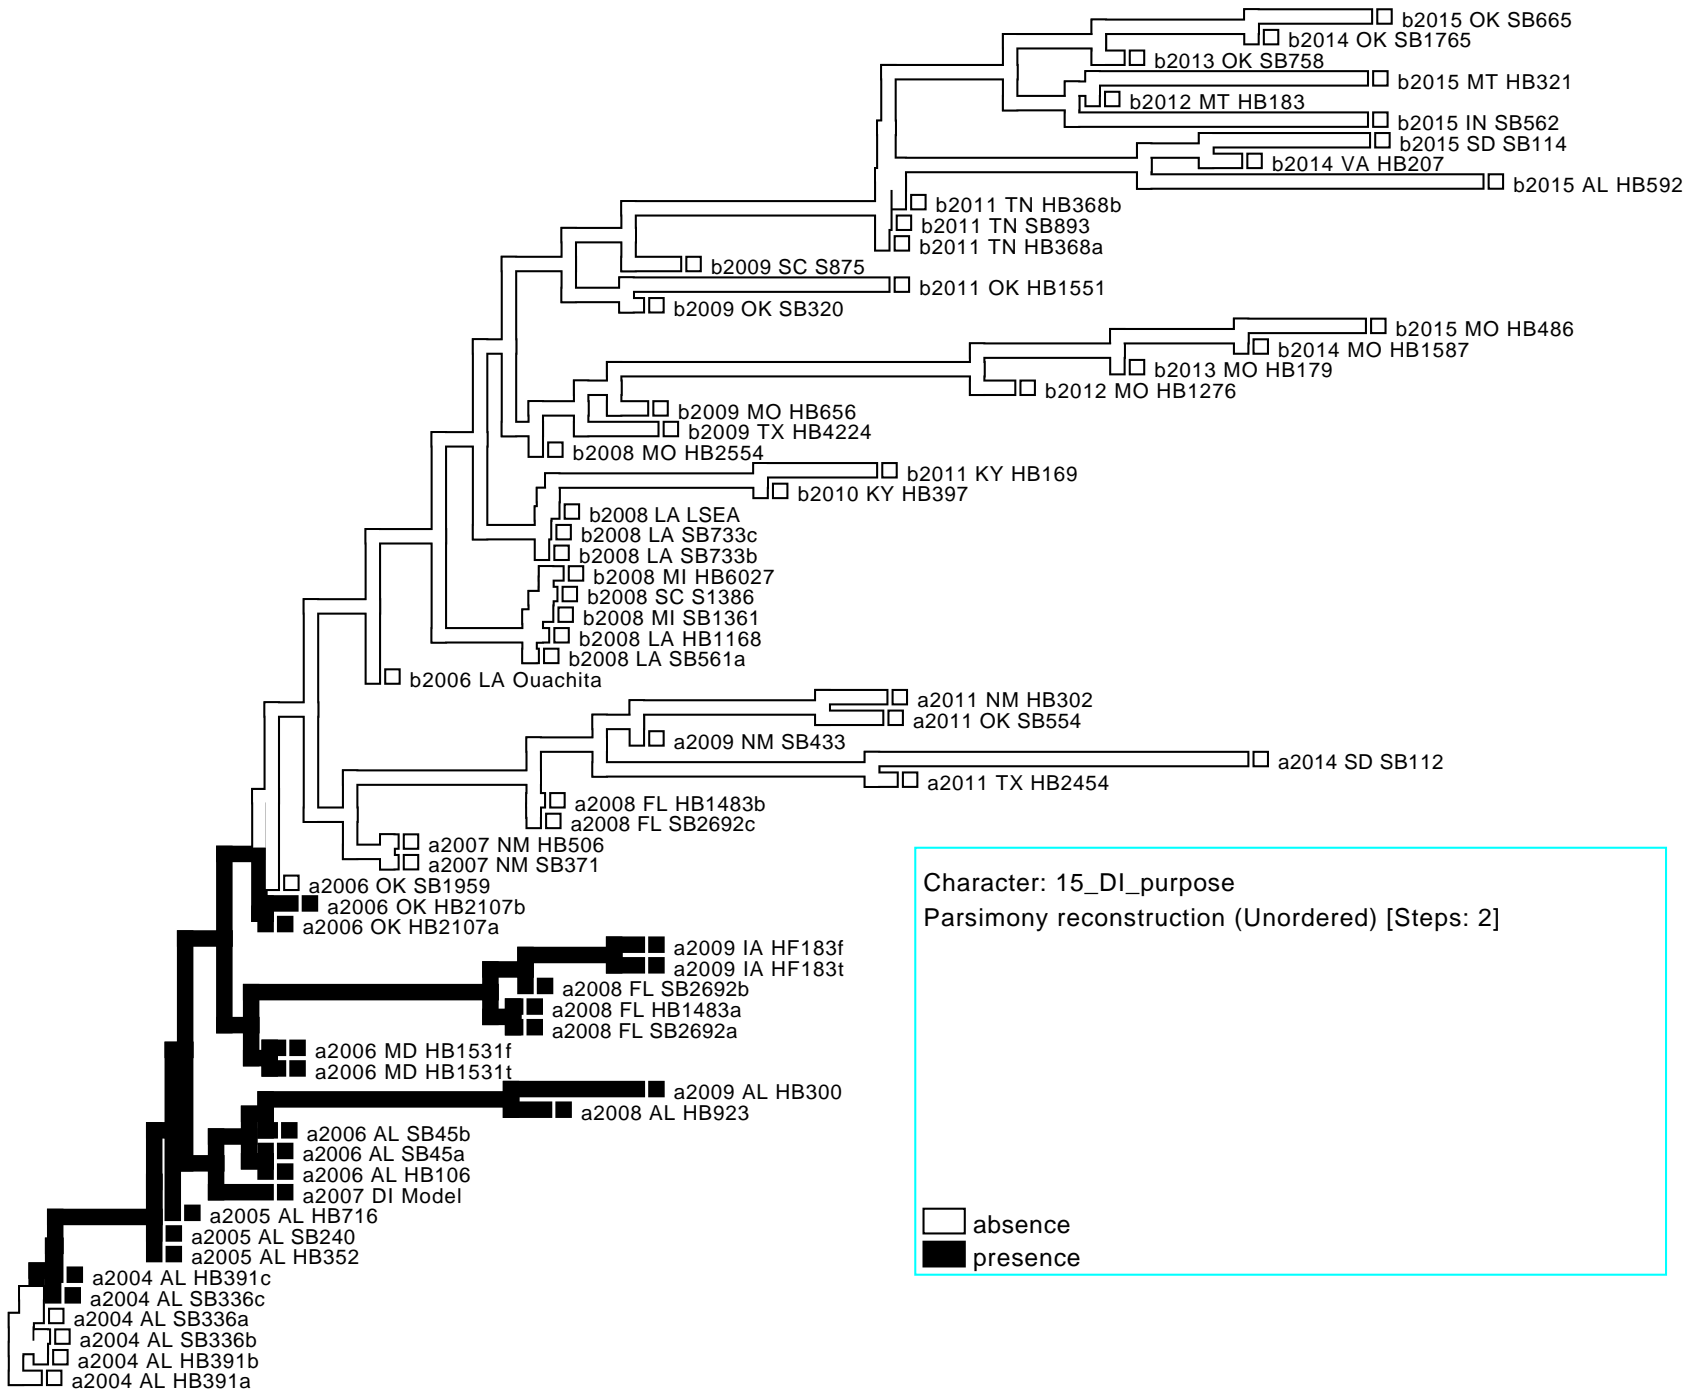 b2015 OK SB665
b2014 OK SB1765
b2013 OK SB758
b2015 MT HB321
b2012 MT HB183
b2015 IN SB562
b2015 SD SB114
b2014 VA HB207
b2015 AL HB592
b2011 TN HB368b
b2011 TN SB893
b2011 TN HB368a
b2009 SC S875
b2011 OK HB1551
b2009 OK SB320
b2015 MO HB486
b2014 MO HB1587
b2013 MO HB179
b2012 MO HB1276
b2009 MO HB656
b2009 TX HB4224
b2008 MO HB2554
b2011 KY HB169
b2010 KY HB397
b2008 LA LSEA
b2008 LA SB733c
b2008 LA SB733b
b2008 MI HB6027
b2008 SC S1386
b2008 MI SB1361
b2008 LA HB1168
b2008 LA SB561a
b2006 LA Ouachita
a2011 NM HB302
a2011 OK SB554
a2009 NM SB433
a2014 SD SB112
a2011 TX HB2454
a2008 FL HB1483b
a2008 FL SB2692c
a2007 NM HB506
a2007 NM SB371
a2006 OK SB1959
a2006 OK HB2107b
a2006 OK HB2107a
a2009 IA HF183f
a2009 IA HF183t
a2008 FL SB2692b
a2008 FL HB1483a
a2008 FL SB2692a
a2006 MD HB1531f
a2006 MD HB1531t
a2009 AL HB300
a2008 AL HB923
a2006 AL SB45b
a2006 AL SB45a
a2006 AL HB106
a2007 DI Model
a2005 AL HB716
a2005 AL SB240
a2005 AL HB352
a2004 AL HB391c
a2004 AL SB336c
a2004 AL SB336a
a2004 AL SB336b
a2004 AL HB391b
a2004 AL HB391a
Character: 15_DI_purpose
Parsimony reconstruction (Unordered) [Steps: 2]
absence
presence